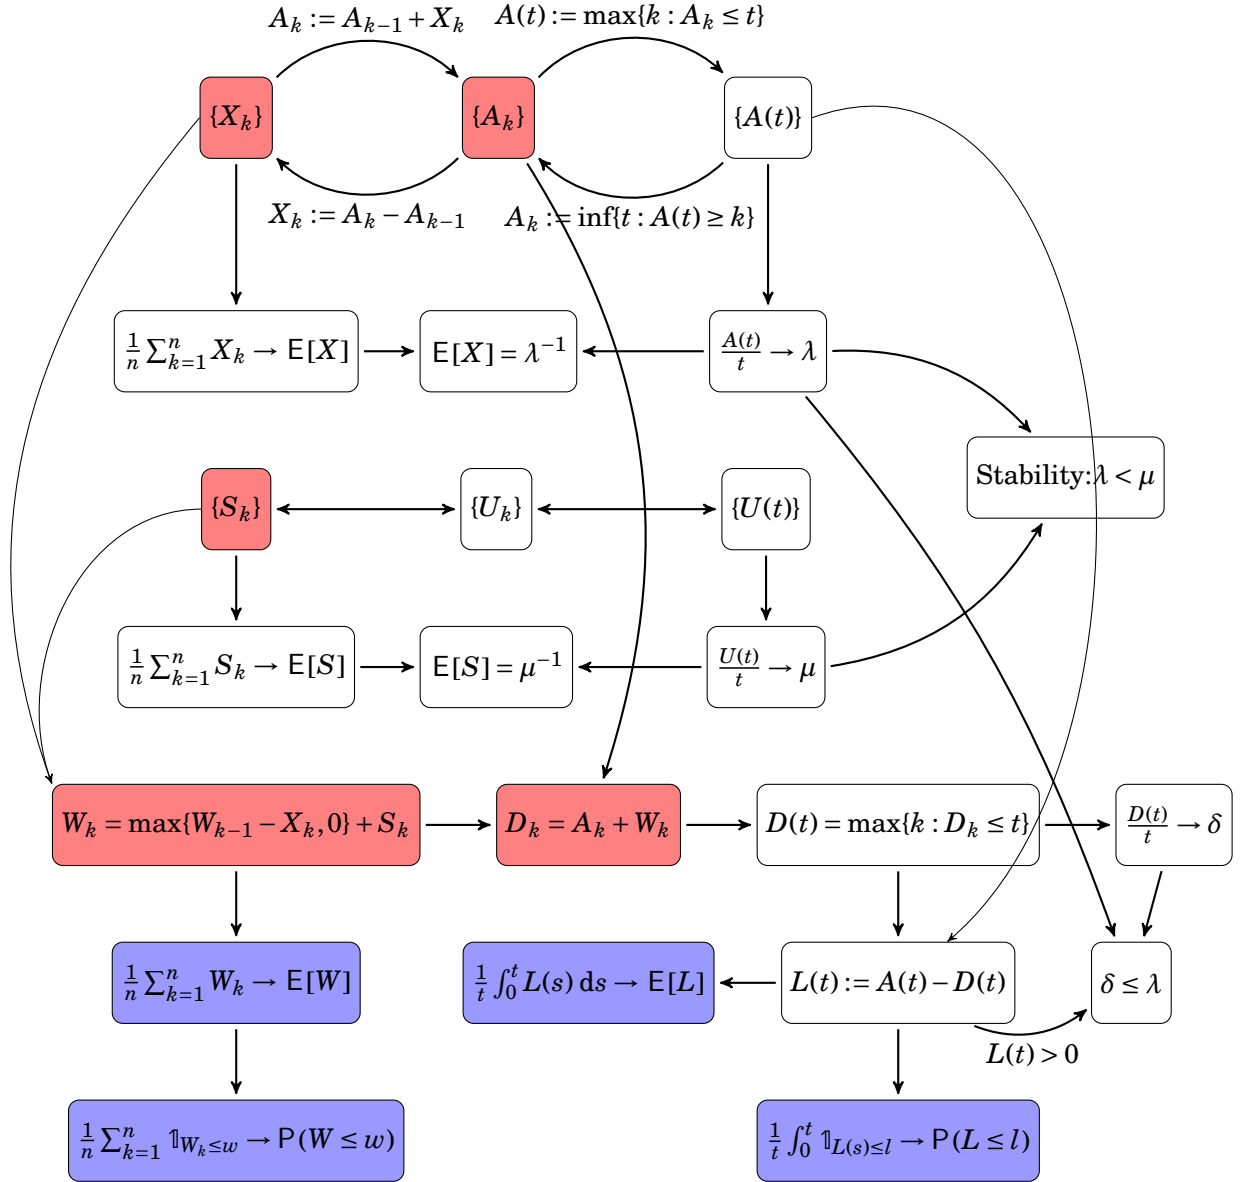 A_k := A_{k-1} + X_k
A(t) := max{k : A_k ≤ t}
{X_k}
{A_k}
{A(t)}
X_k := A_k − A_{k-1}
A_k := inf{t : A(t) ≥ k}
1/n ∑_{k=1}^n X_k → E[X]
E[X] = λ^{-1}
A(t)/t → λ
Stability: λ < μ
{S_k}
{U_k}
{U(t)}
1/n ∑_{k=1}^n S_k → E[S]
E[S] = μ^{-1}
U(t)/t → μ
W_k = max{W_{k-1} − X_k, 0} + S_k
D_k = A_k + W_k
D(t) = max{k : D_k ≤ t}
D(t)/t → δ
1/n ∑_{k=1}^n W_k → E[W]
1/t ∫_0^t L(s) ds → E[L]
L(t) := A(t) − D(t)
δ ≤ λ
L(t) > 0
1/n ∑_{k=1}^n 𝟙_{W_k ≤ w} → P(W ≤ w)
1/t ∫_0^t 𝟙_{L(s) ≤ l} → P(L ≤ l)